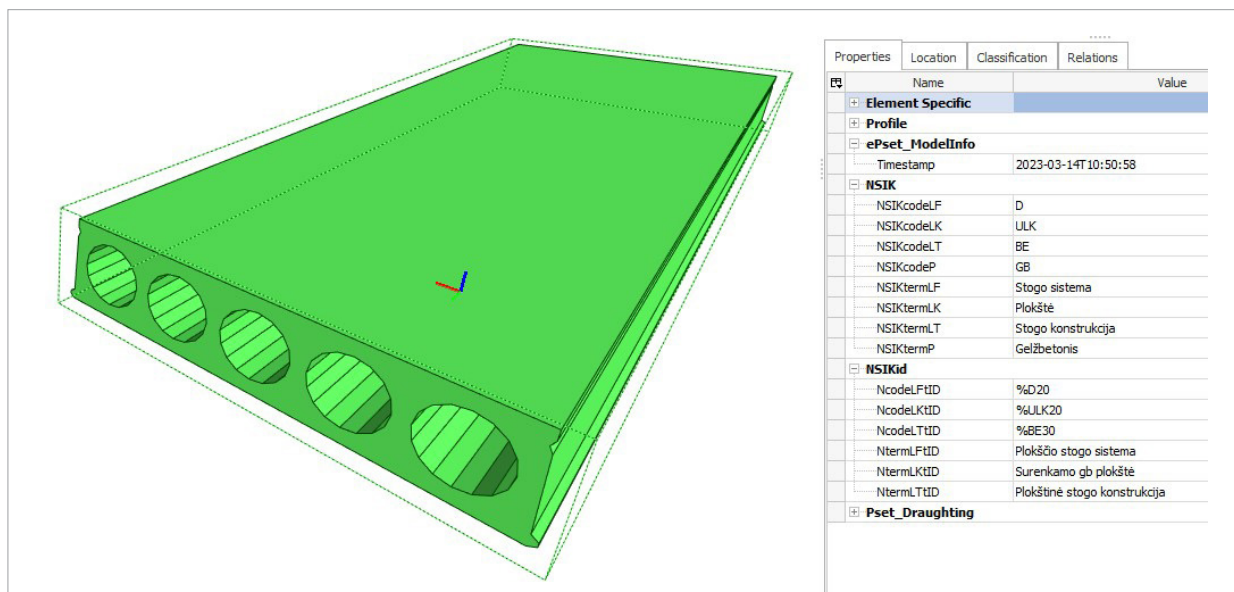 Properties Location Classification Relations
Name Value
Element Specific
Profile
ePset_ModelInfo
Timestamp 2023-03-14T10:50:58
NSIK
NSIKcodeLF D
NSIKcodeLK ULK
NSIKcodeLT BE
NSIKcodeP GB
NSIKtermLF Stogo sistema
NSIKtermLK Plokštė
NSIKtermLT Stogo konstrukcija
NSIKtermP Gelžbetonis
NSIKid
NcodeLFtID %D20
NcodeLKtID %ULK20
NcodeLTtID %BE30
NtermLFtID Plokščio stogo sistema
NtermLKtID Surenkamo gb plokštė
NtermLTtID Plokštinė stogo konstrukcija
Pset_Draughting